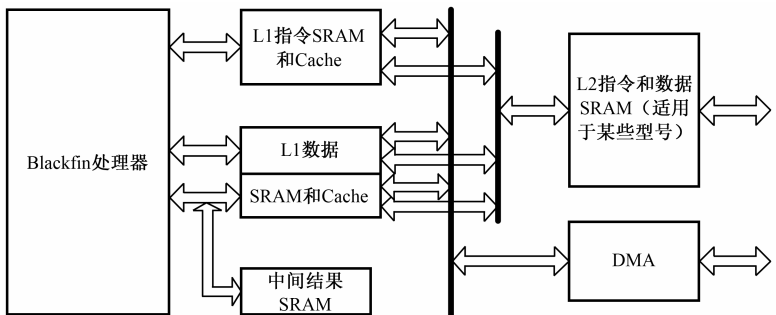 Blackfin处理器
L1指令SRAM
和Cache
L1数据
SRAM和Cache
中间结果
SRAM
L2指令和数据
SRAM（适用
于某些型号）
DMA